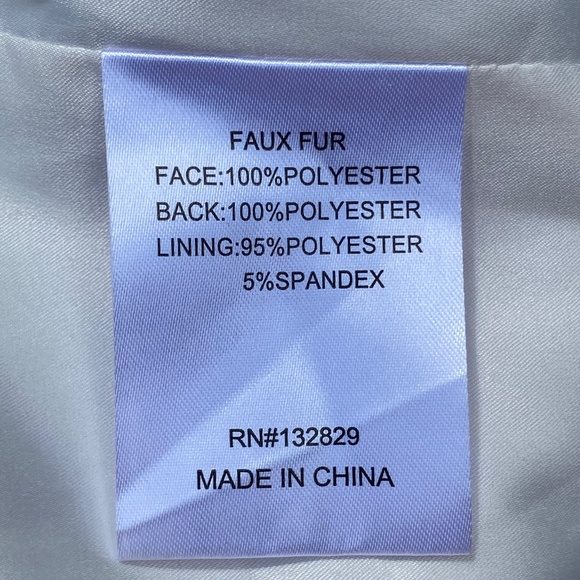 FAUX FUR
FACE:100%POLYESTER
BACK:100%POLYESTER
LINING:95%POLYESTER
5%SPANDEX
RN#132829
MADE IN CHINA